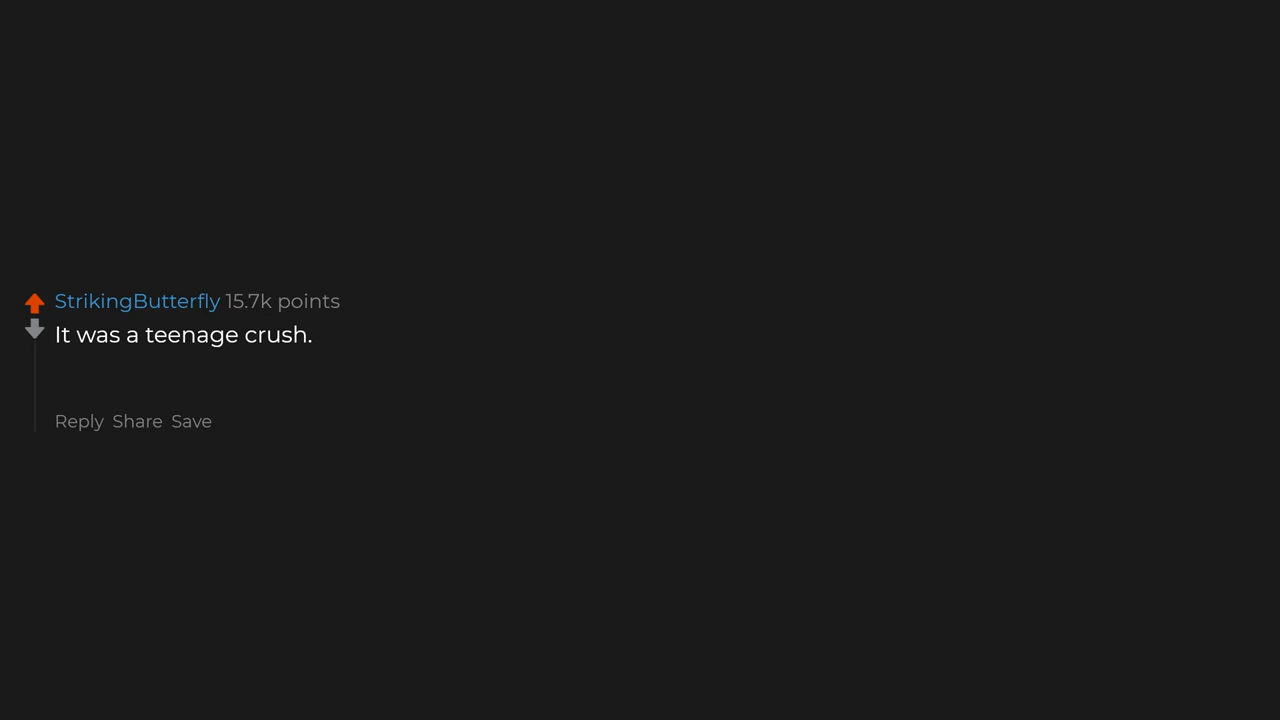 StrikingButterfly 15.7k points
It was a teenage crush.
Reply Share Save